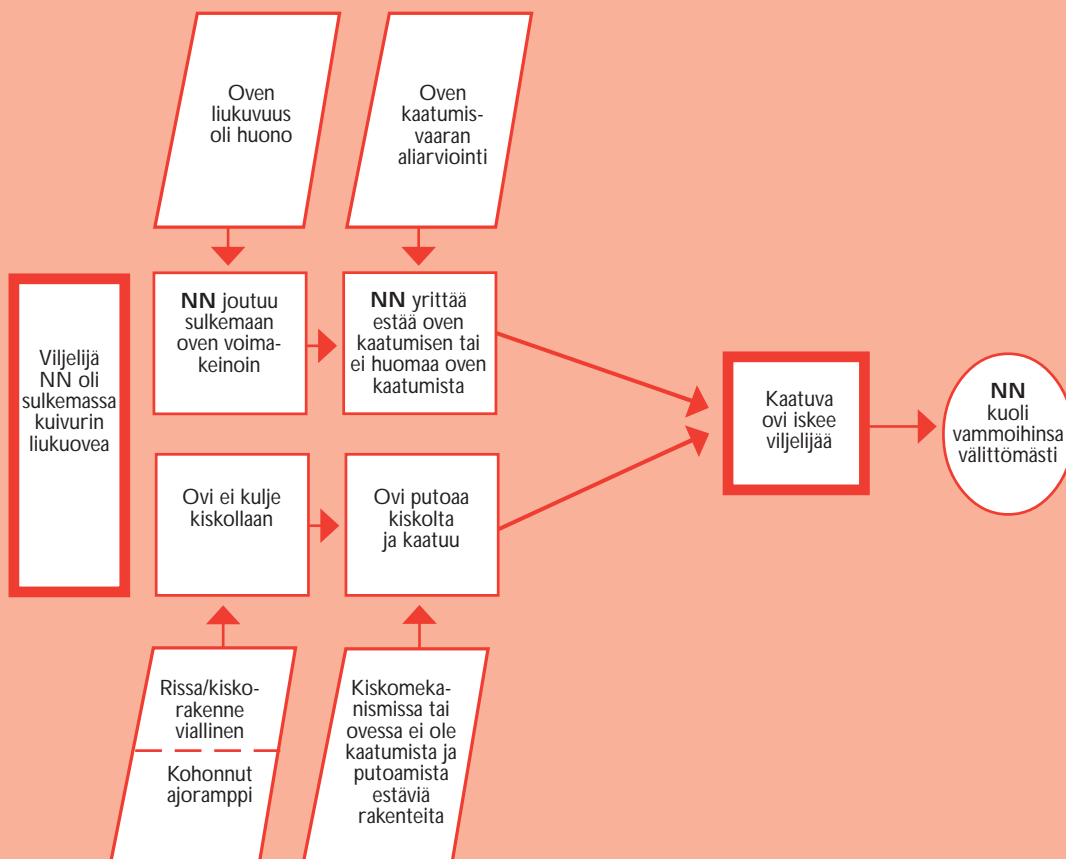 Oven
liukuvuus
oli huono
Oven
kaatumis-
vaaran
aliarviointi
Viljelijä
NN oli
sulkemassa
kuivurin
liukuovea
NN joutuu
sulkemaan
oven voima-
keinoin
NN yrittää
estää oven
kaatumisen tai
ei huomaa oven
kaatumista
Ovi ei kulje
kiskollaan
Ovi putoaa
kiskolta
ja kaatuu
Kaatuva
ovi iskee
viljelijää
NN
kuoli
vammoihinsa
välittömästi
Rissa/kisko-
rakenne
viallinen
Kohonnut
ajoramppi
Kiskomeka-
nismissa tai
ovessa ei ole
kaatumista ja
putoamista
estäviä
rakenteita